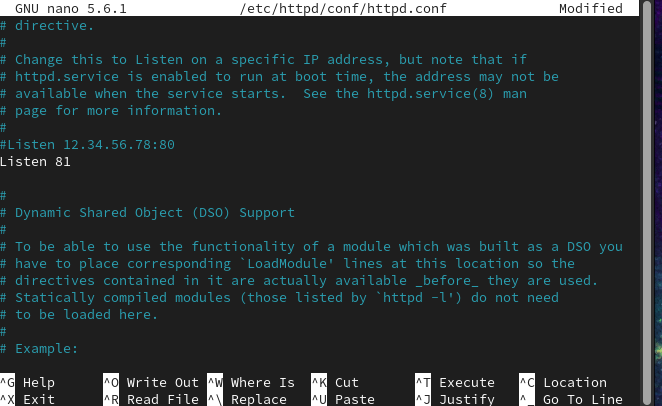 GNU nano 5.6.1 /etc/httpd/conf/httpd.conf Modified
# directive.
#
# Change this to Listen on a specific IP address, but note that if
# httpd.service is enabled to run at boot time, the address may not be
# available when the service starts.  See the httpd.service(8) man
# page for more information.
#
#Listen 12.34.56.78:80
Listen 81
#
# Dynamic Shared Object (DSO) Support
#
# To be able to use the functionality of a module which was built as a DSO you
# have to place corresponding `LoadModule' lines at this location so the
# directives contained in it are actually available _before_ they are used.
# Statically compiled modules (those listed by `httpd -l') do not need
# to be loaded here.
#
# Example:
^G Help ^O Write Out ^W Where Is ^K Cut ^T Execute ^C Location
^X Exit ^R Read File ^\ Replace ^U Paste ^J Justify ^_ Go To Line